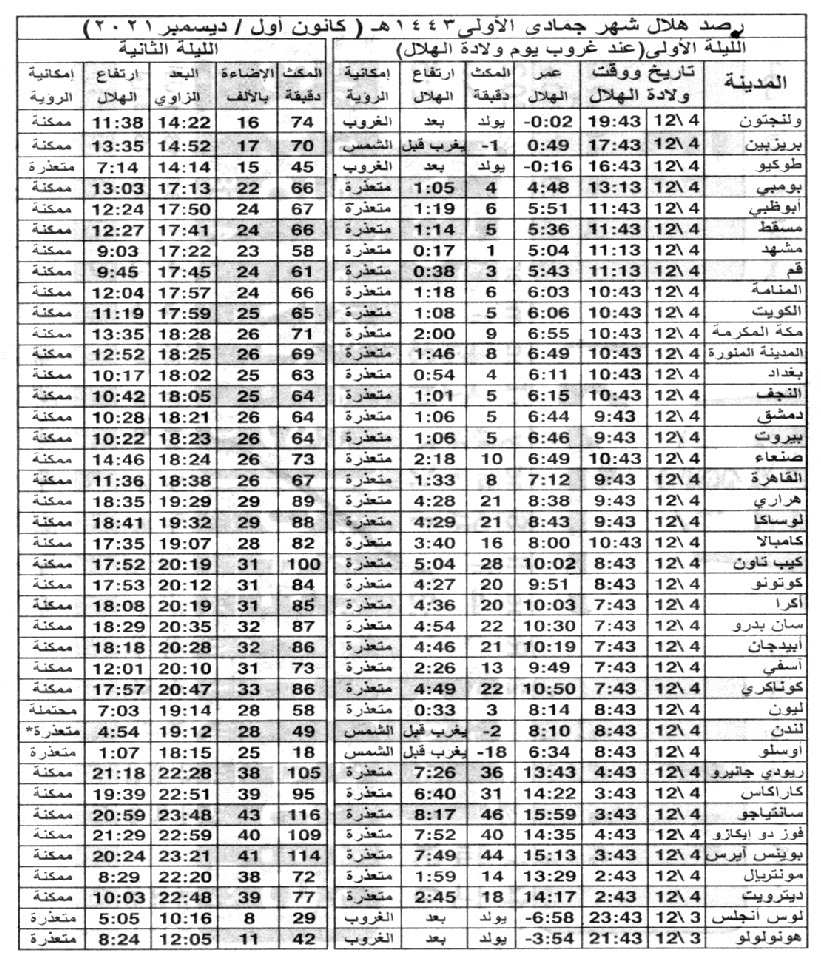 رصد هلال شهر جمادى الأولى ١٤٤٣هـ ( كانون أول / ديسمبر ٢٠٢١ )
الليلة الأولى(عند غروب يوم ولادة الهلال) الليلة الثانية
المدينة تاريخ ووقت عمر المكث ارتفاع إمكانية المكث الإضاءة البعد ارتفاع إمكانية
ولادة الهلال الهلال دقيقة الهلال الرؤية دقيقة بالألف الزاوي الهلال الرؤية
ولنجتون 12\ 4 19:43 -0:02 يولد بعد الغروب 74 16 14:22 11:38 ممكنة
بريزبين 12\ 4 17:43 0:49 -1 يغرب قبل الشمس 70 17 14:52 13:35 ممكنة
طوكيو 12\ 4 16:43 -0:16 يولد بعد الغروب 45 15 14:14 7:14 متعذرة
بومبي 12\ 4 13:13 4:48 4 1:05 متعذرة 66 22 17:13 13:03 ممكنة
أبوظبي 12\ 4 11:43 5:51 6 1:19 متعذرة 67 24 17:50 12:24 ممكنة
مسقط 12\ 4 11:43 5:36 5 1:14 متعذرة 66 24 17:41 12:27 ممكنة
مشهد 12\ 4 11:13 5:04 1 0:17 متعذرة 58 23 17:22 9:03 ممكنة
قم 12\ 4 11:13 5:43 3 0:38 متعذرة 61 24 17:45 9:45 ممكنة
المنامة 12\ 4 10:43 6:03 6 1:18 متعذرة 66 24 17:57 12:04 ممكنة
الكويت 12\ 4 10:43 6:06 5 1:08 متعذرة 65 25 17:59 11:19 ممكنة
مكة المكرمة 12\ 4 10:43 6:55 9 2:00 متعذرة 71 26 18:28 13:35 ممكنة
المدينة المنورة 12\ 4 10:43 6:49 8 1:46 متعذرة 69 26 18:25 12:52 ممكنة
بغداد 12\ 4 10:43 6:11 4 0:54 متعذرة 63 25 18:02 10:17 ممكنة
النجف 12\ 4 10:43 6:15 5 1:01 متعذرة 64 25 18:05 10:42 ممكنة
دمشق 12\ 4 9:43 6:44 5 1:06 متعذرة 64 26 18:21 10:28 ممكنة
بيروت 12\ 4 9:43 6:46 5 1:06 متعذرة 64 26 18:23 10:22 ممكنة
صنعاء 12\ 4 10:43 6:49 10 2:18 متعذرة 73 26 18:24 14:46 ممكنة
القاهرة 12\ 4 9:43 7:12 8 1:33 متعذرة 67 26 18:38 11:36 ممكنة
هراري 12\ 4 9:43 8:38 21 4:28 متعذرة 89 29 19:29 18:35 ممكنة
لوساكا 12\ 4 9:43 8:43 21 4:29 متعذرة 88 29 19:32 18:41 ممكنة
كامبالا 12\ 4 10:43 8:00 16 3:40 متعذرة 82 28 19:07 17:35 ممكنة
كيب تاون 12\ 4 8:43 10:02 28 5:04 متعذرة 100 31 20:19 17:52 ممكنة
كوتونو 12\ 4 8:43 9:51 20 4:27 متعذرة 84 31 20:12 17:53 ممكنة
أكرا 12\ 4 7:43 10:03 20 4:36 متعذرة 85 31 20:19 18:08 ممكنة
سان بدرو 12\ 4 7:43 10:30 22 4:54 متعذرة 87 32 20:35 18:29 ممكنة
أبيدجان 12\ 4 7:43 10:19 21 4:46 متعذرة 86 32 20:28 18:18 ممكنة
أسفي 12\ 4 7:43 9:49 13 2:26 متعذرة 73 31 20:10 12:01 ممكنة
كوناكري 12\ 4 7:43 10:50 22 4:49 متعذرة 86 33 20:47 17:57 ممكنة
ليون 12\ 4 8:43 8:14 3 0:33 متعذرة 58 28 19:14 7:03 محتملة
لندن 12\ 4 8:43 8:10 -2 يغرب قبل الشمس 49 28 19:12 4:54 متعذرة*
أوسلو 12\ 4 8:43 6:34 -18 يغرب قبل الشمس 18 25 18:15 1:07 متعذرة
ريودي جانيرو 12\ 4 4:43 13:43 36 7:26 متعذرة 105 38 22:28 21:18 ممكنة
كاراكاس 12\ 4 3:43 14:22 31 6:40 متعذرة 95 39 22:51 19:39 ممكنة
سانتياجو 12\ 4 3:43 15:59 46 8:17 متعذرة 116 43 23:48 20:59 ممكنة
فوز دو إيكازو 12\ 4 4:43 14:35 40 7:52 متعذرة 109 40 22:59 21:29 ممكنة
بوينس آيرس 12\ 4 3:43 15:13 44 7:49 متعذرة 114 41 23:21 20:24 ممكنة
مونتريال 12\ 4 2:43 13:29 14 1:59 متعذرة 72 38 22:20 8:29 ممكنة
ديترويت 12\ 4 2:43 14:17 18 2:45 متعذرة 77 39 22:48 10:03 ممكنة
لوس أنجلس 12\ 3 23:43 -6:58 يولد بعد الغروب 29 8 10:16 5:05 متعذرة
هونولولو 12\ 3 21:43 -3:54 يولد بعد الغروب 42 11 12:05 8:24 متعذرة